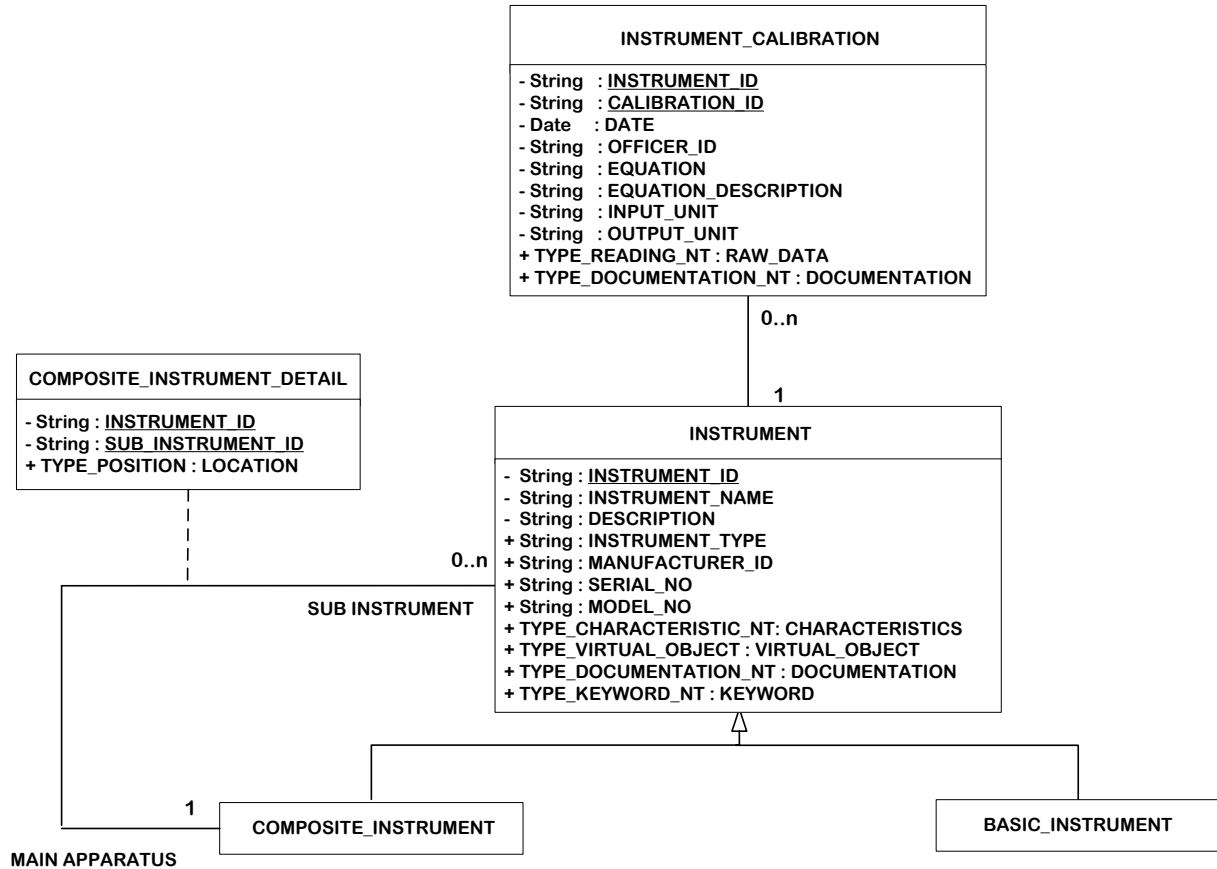 INSTRUMENT_CALIBRATION
- String : INSTRUMENT_ID
- String : CALIBRATION_ID
- Date : DATE
- String : OFFICER_ID
- String : EQUATION
- String : EQUATION_DESCRIPTION
- String : INPUT_UNIT
- String : OUTPUT_UNIT
+ TYPE_READING_NT : RAW_DATA
+ TYPE_DOCUMENTATION_NT : DOCUMENTATION
0..n
1
COMPOSITE_INSTRUMENT_DETAIL
- String : INSTRUMENT_ID
- String : SUB_INSTRUMENT_ID
+ TYPE_POSITION : LOCATION
INSTRUMENT
- String : INSTRUMENT_ID
- String : INSTRUMENT_NAME
- String : DESCRIPTION
+ String : INSTRUMENT_TYPE
+ String : MANUFACTURER_ID
+ String : SERIAL_NO
+ String : MODEL_NO
+ TYPE_CHARACTERISTIC_NT: CHARACTERISTICS
+ TYPE_VIRTUAL_OBJECT : VIRTUAL_OBJECT
+ TYPE_DOCUMENTATION_NT : DOCUMENTATION
+ TYPE_KEYWORD_NT : KEYWORD
0..n
SUB INSTRUMENT
1
MAIN APPARATUS
COMPOSITE_INSTRUMENT
BASIC_INSTRUMENT